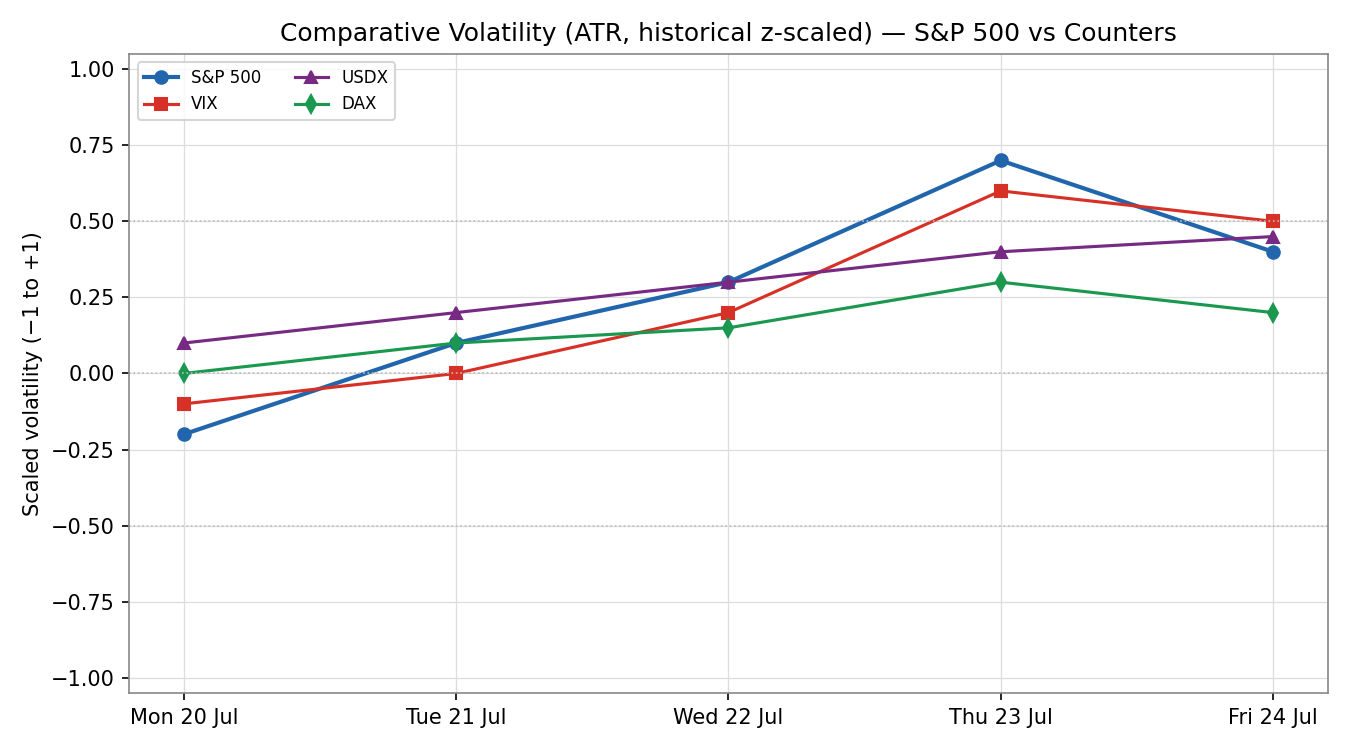 Comparative Volatility (ATR, historical z-scaled) — S&P 500 vs Counters
S&P 500
VIX
USDX
DAX
Scaled volatility (−1 to +1)
1.00
0.75
0.50
0.25
0.00
−0.25
−0.50
−0.75
−1.00
Mon 20 Jul
Tue 21 Jul
Wed 22 Jul
Thu 23 Jul
Fri 24 Jul